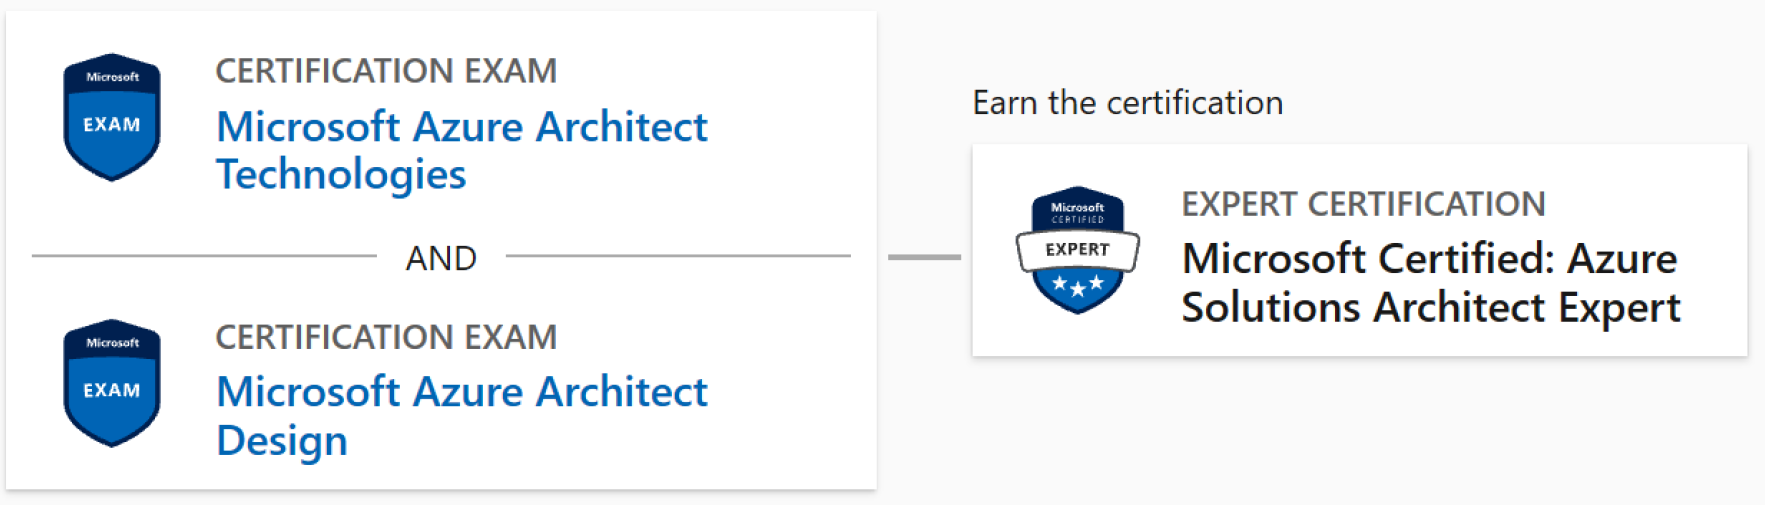 Microsoft
EXAM
CERTIFICATION EXAM
Microsoft Azure Architect
Technologies
AND
Microsoft
EXAM
CERTIFICATION EXAM
Microsoft Azure Architect
Design
Earn the certification
Microsoft
CERTIFIED
EXPERT
EXPERT CERTIFICATION
Microsoft Certified: Azure
Solutions Architect Expert